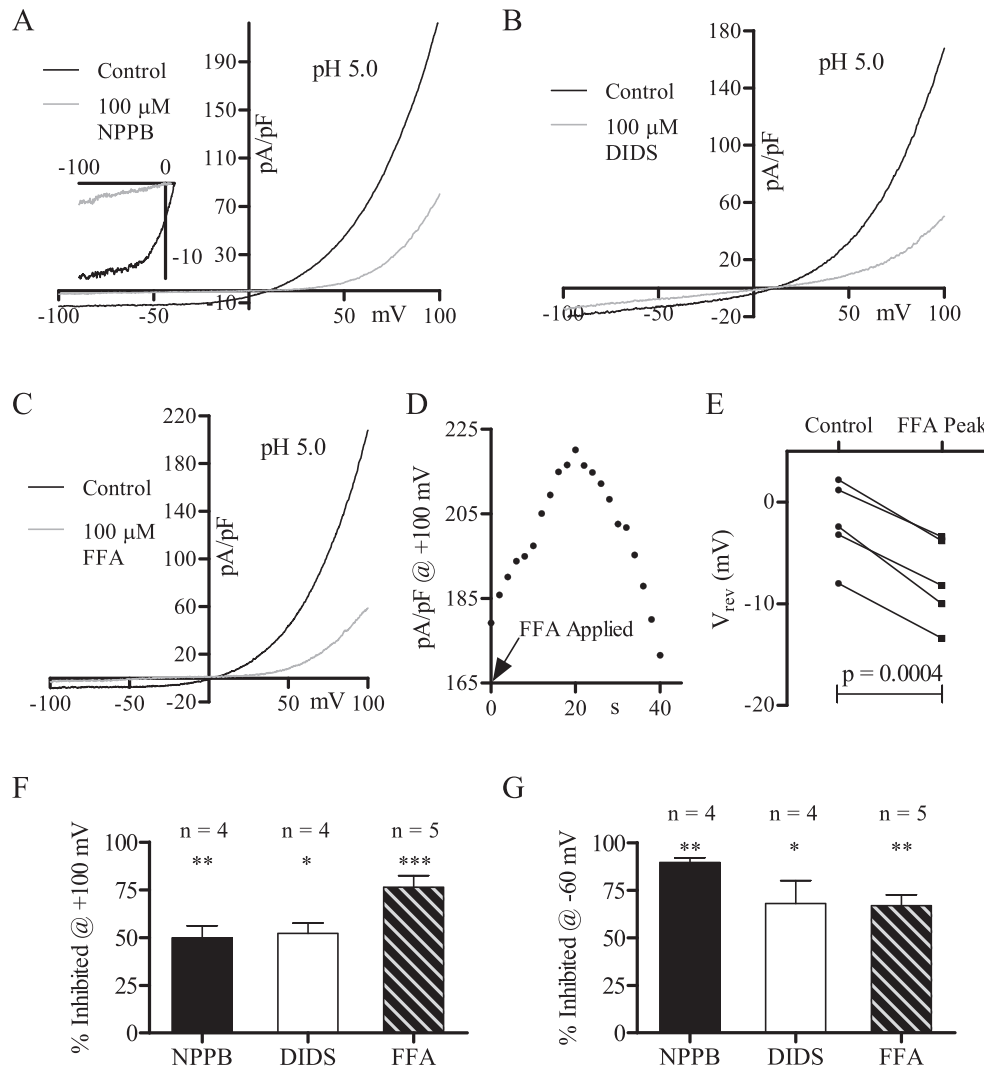 A
190
150
110
70
30
-10
pA/pF
pH 5.0
Control
100 μM
NPPB
-100
0
-10
-100
-50
50
mV
100
B
180
140
100
60
20
-20
pA/pF
pH 5.0
Control
100 μM
DIDS
-100
-50
50
mV
100
C
220
180
140
100
60
20
-20
pA/pF
pH 5.0
Control
100 μM
FFA
-100
-50
50
mV
100
D
225
205
185
165
pA/pF @ +100 mV
FFA Applied
0
20
s
40
E
Control
FFA Peak
0
-10
-20
Vrev (mV)
p = 0.0004
F
n = 4
n = 4
n = 5
**
*
***
100
75
50
25
0
% Inhibited @ +100 mV
NPPB
DIDS
FFA
G
n = 4
n = 4
n = 5
**
*
**
100
75
50
25
0
% Inhibited @ -60 mV
NPPB
DIDS
FFA